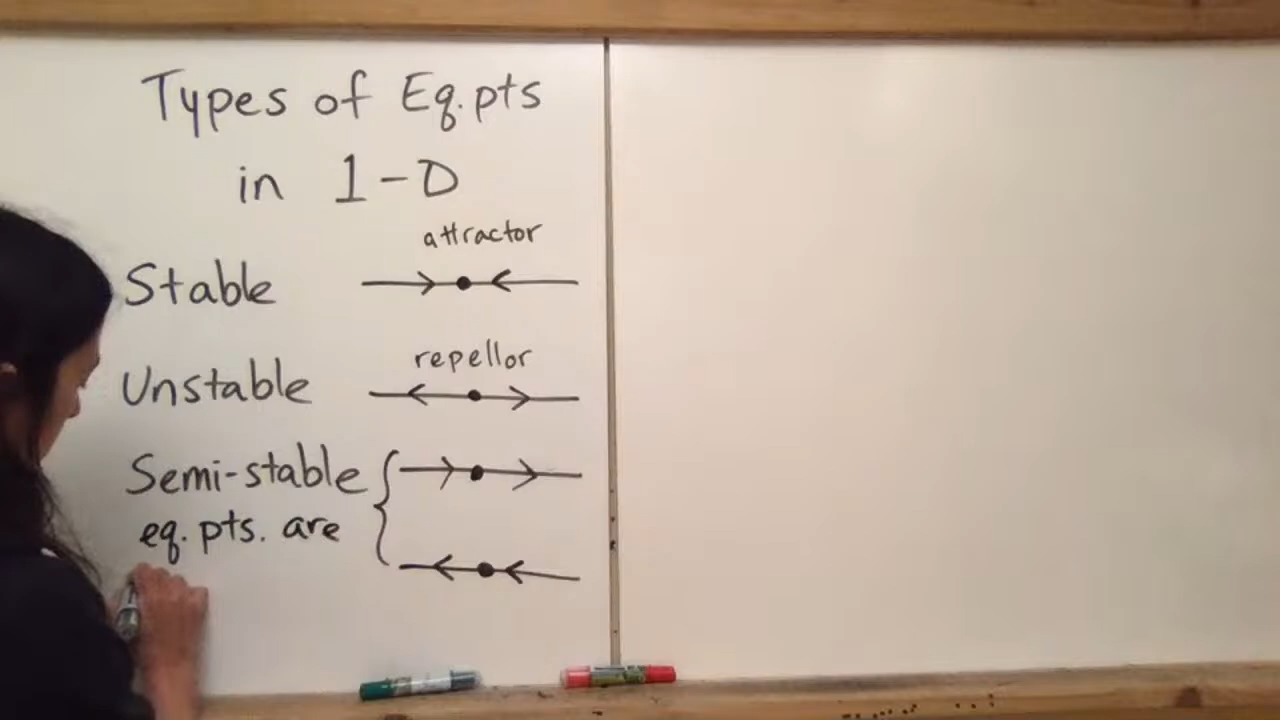 Types of Eq.pts
in 1-D
attractor
Stable
repellor
Unstable
Semi-stable
eq. pts. are